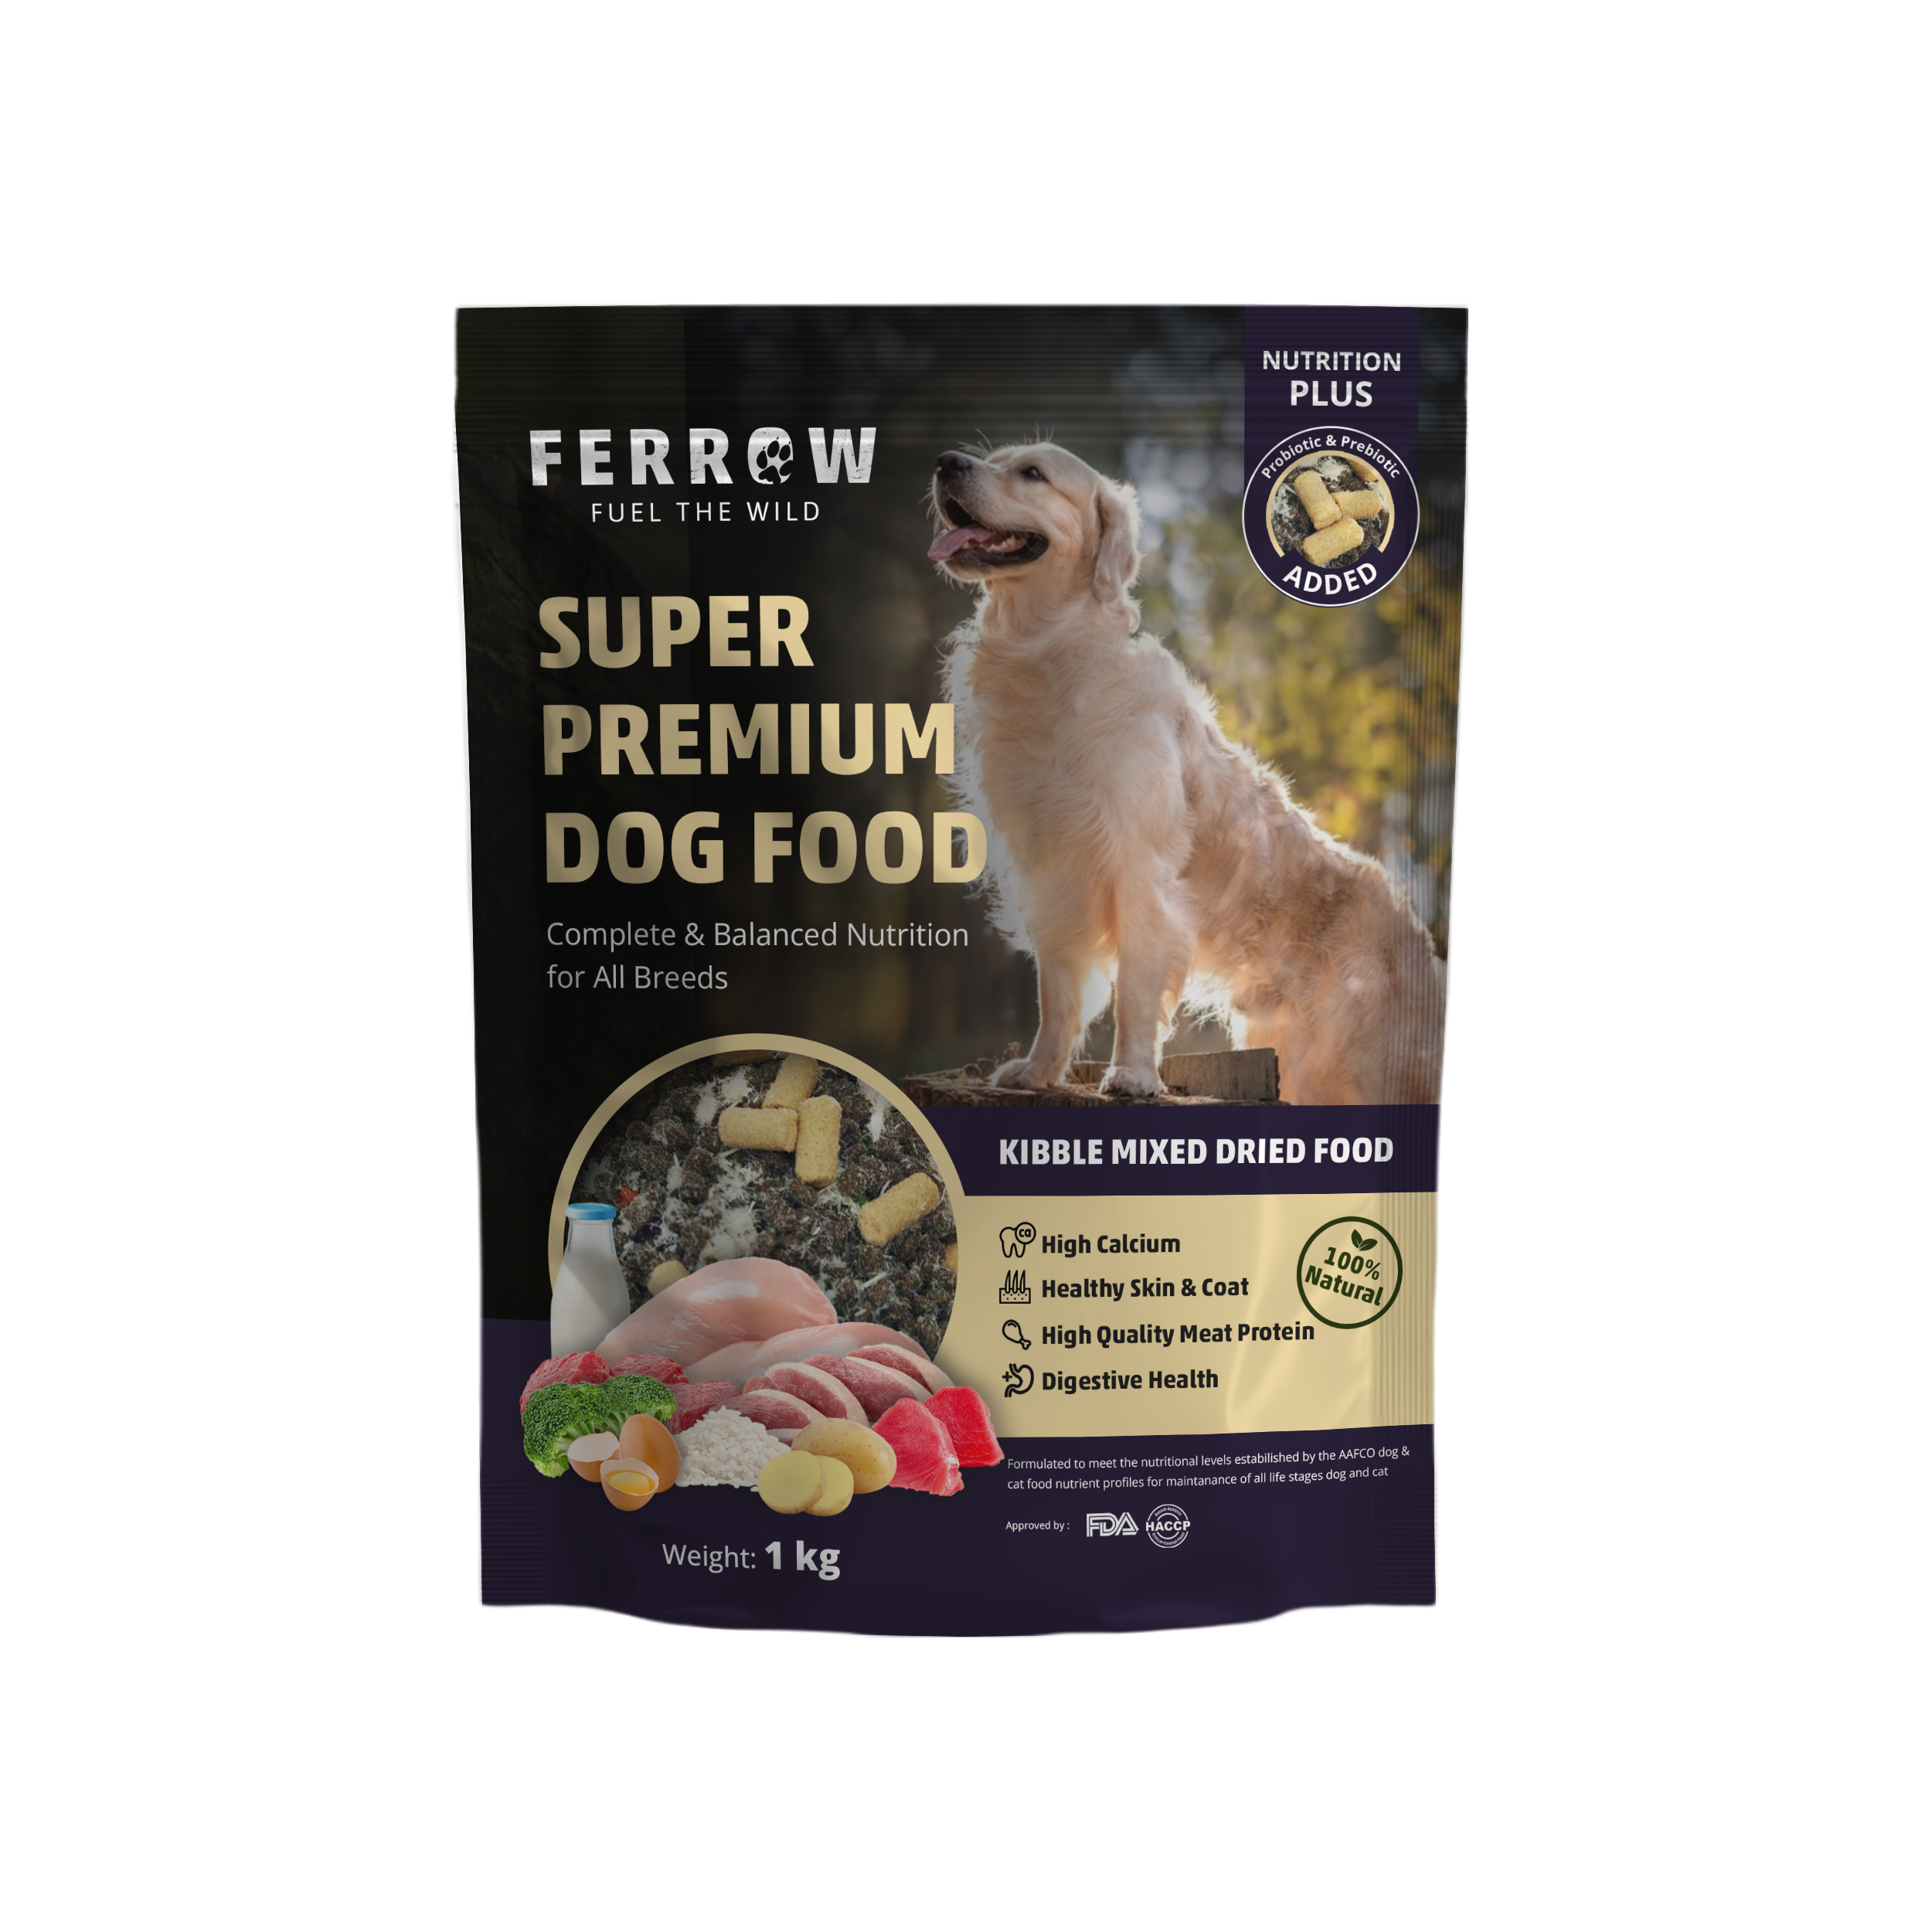 FERROW
FUEL THE WILD
NUTRITION
PLUS
Probiotic & Prebiotic
ADDED
SUPER
PREMIUM
DOG FOOD
Complete & Balanced Nutrition
for All Breeds
KIBBLE MIXED DRIED FOOD
ca
High Calcium
Healthy Skin & Coat
High Quality Meat Protein
Digestive Health
100%
Natural
Formulated to meet the nutritional levels estabilished by the AAFCO dog &
cat food nutrient profiles for maintanance of all life stages dog and cat
Approved by :
FDA
HACCP
Weight: 1 kg